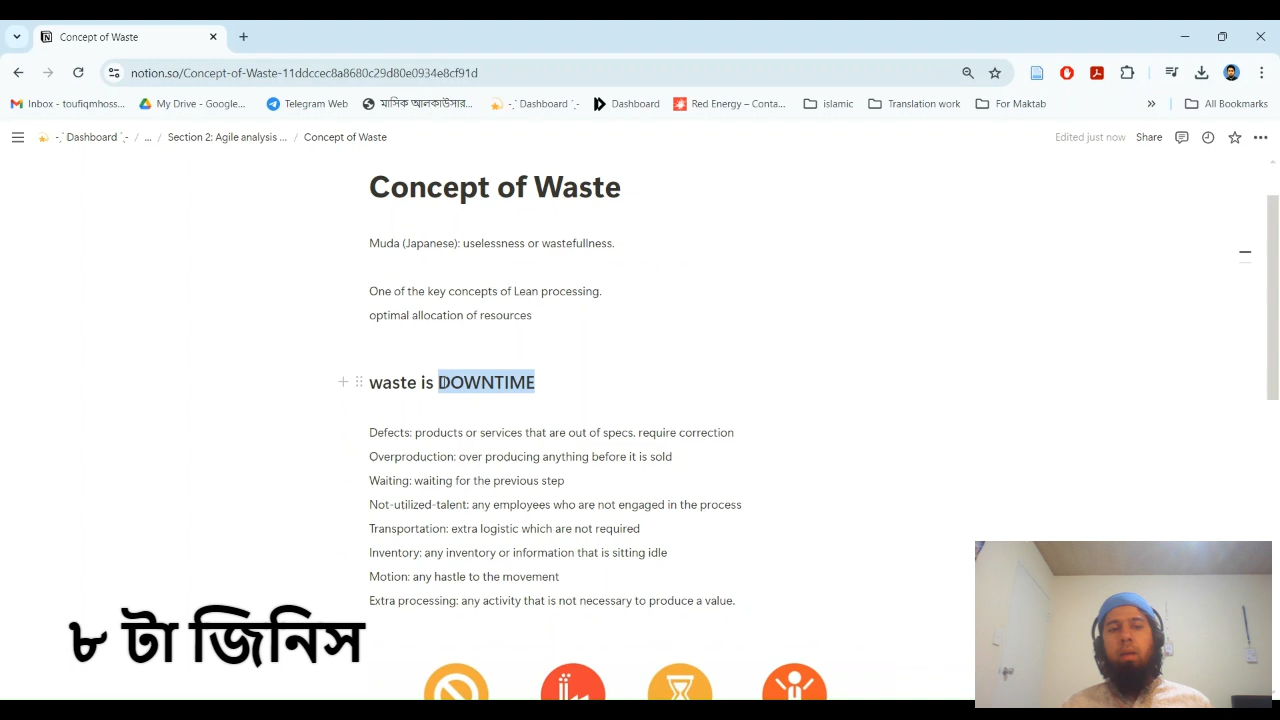 Concept of Waste
notion.so/Concept-of-Waste-11ddccec8a8680c29d80e0934e8cf91d
Inbox - toufiqmhoss... My Drive - Google... Telegram Web মাসিক আলকাউসার... -ˏˋ Dashboard ˊˎ- Dashboard Red Energy – Conta... islamic Translation work For Maktab » All Bookmarks
-ˏˋ Dashboard ˊˎ- / ... / Section 2: Agile analysis ... / Concept of Waste Edited just now Share
Concept of Waste
Muda (Japanese): uselessness or wastefullness.
One of the key concepts of Lean processing.
optimal allocation of resources
waste is DOWNTIME
Defects: products or services that are out of specs. require correction
Overproduction: over producing anything before it is sold
Waiting: waiting for the previous step
Not-utilized-talent: any employees who are not engaged in the process
Transportation: extra logistic which are not required
Inventory: any inventory or information that is sitting idle
Motion: any hastle to the movement
Extra processing: any activity that is not necessary to produce a value.
৮ টা জিনিস